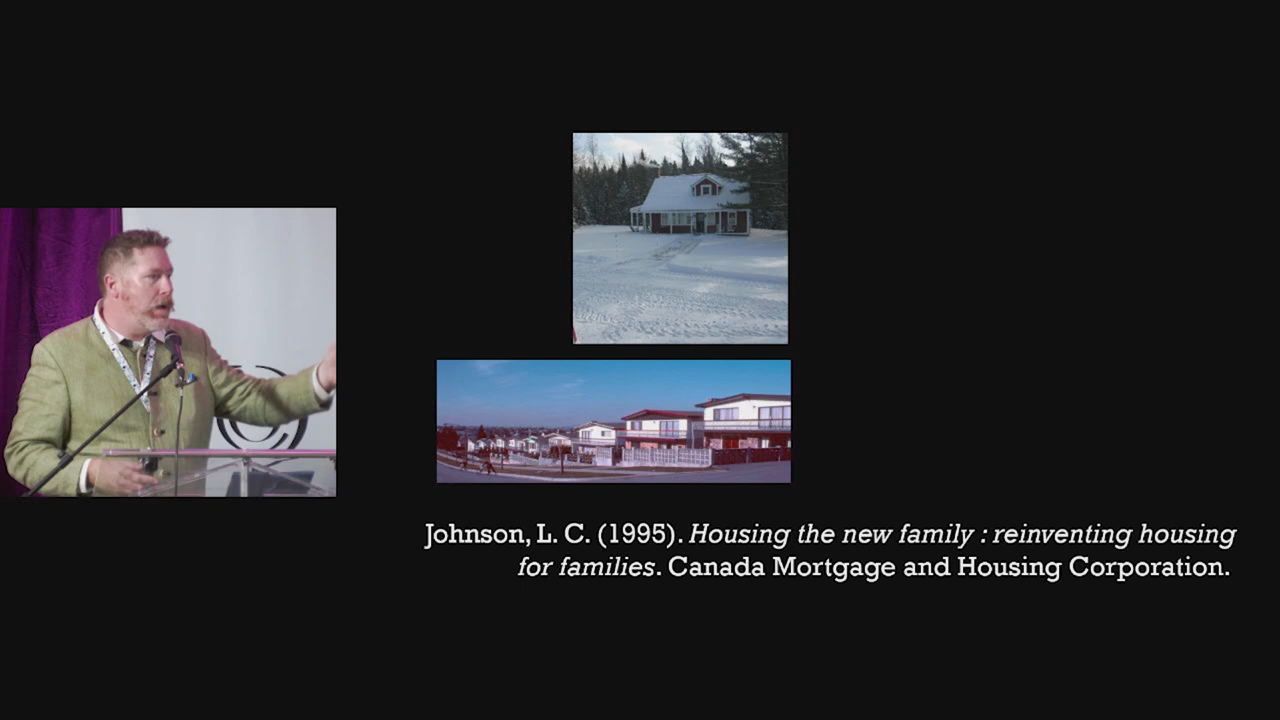 Johnson, L. C. (1995). Housing the new family : reinventing housing
for families. Canada Mortgage and Housing Corporation.